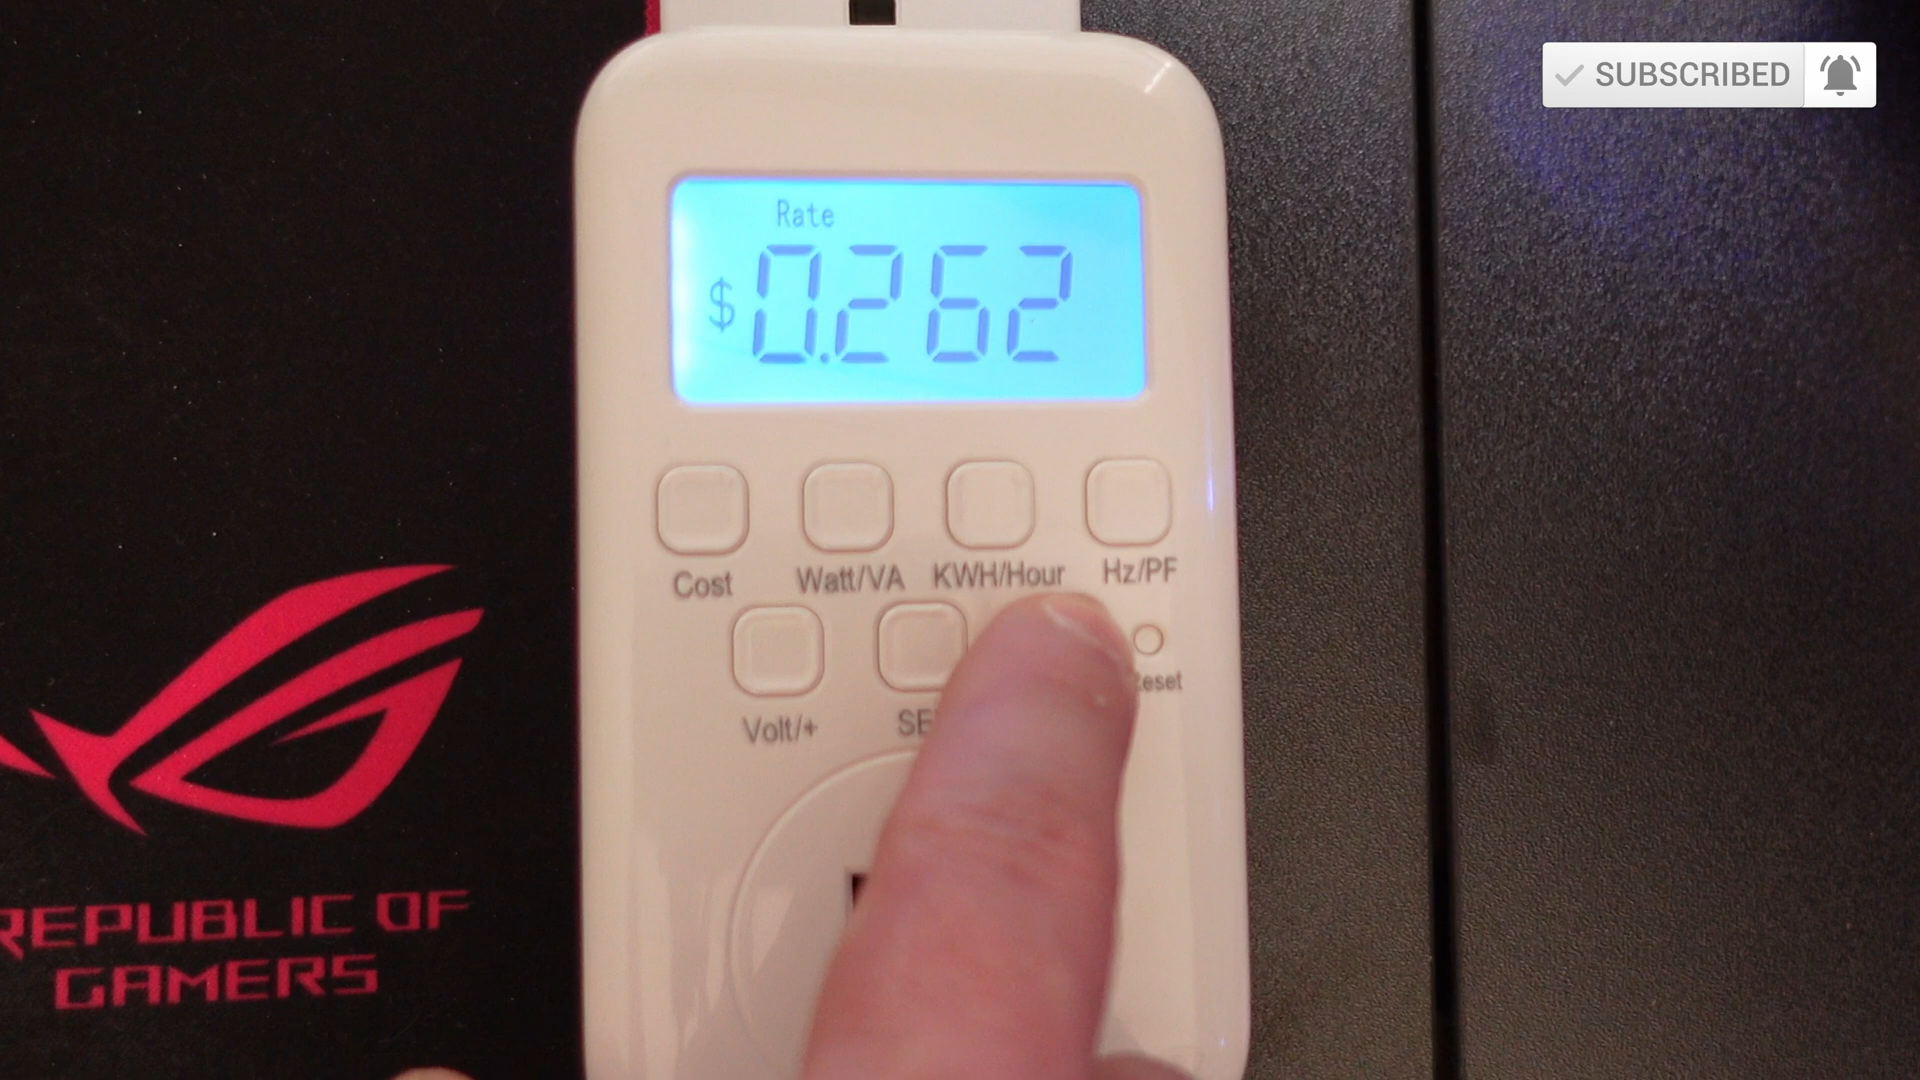 SUBSCRIBED
Rate
$0.262
Cost
Watt/VA
KWH/Hour
Hz/PF
Volt/+
REPUBLIC OF
GAMERS